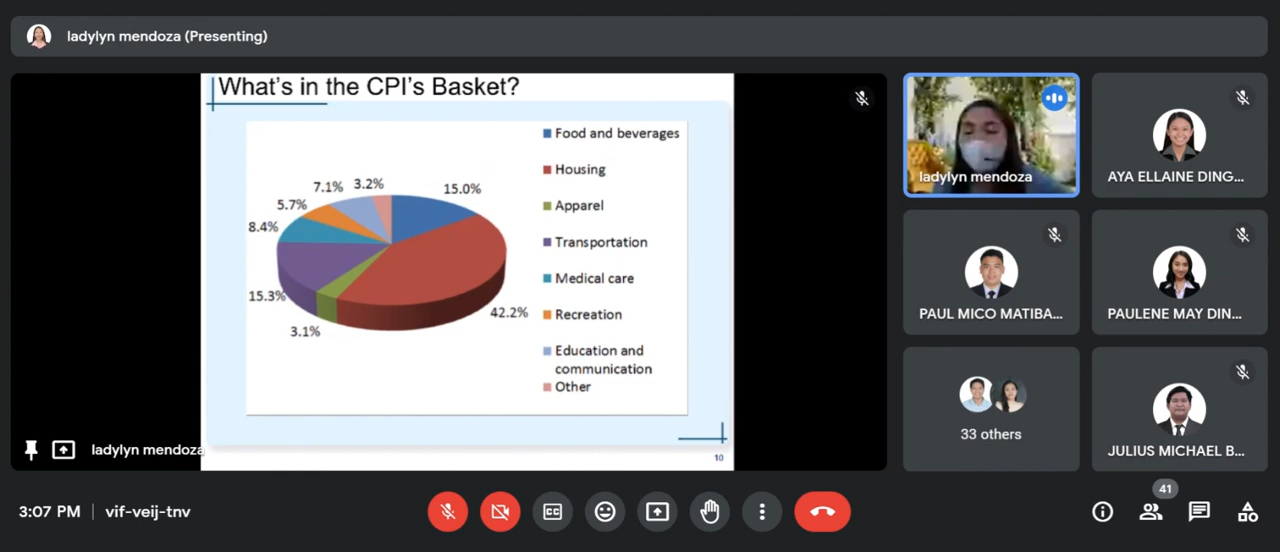 ladylyn mendoza (Presenting)
What's in the CPI's Basket?
3.2%
7.1%
15.0%
5.7%
8.4%
15.3%
3.1%
42.2%
Food and beverages
Housing
Apparel
Transportation
Medical care
Recreation
Education and
communication
Other
10
ladylyn mendoza
ladylyn mendoza
AYA ELLAINE DING...
PAUL MICO MATIBA...
PAULENE MAY DIN...
33 others
JULIUS MICHAEL B...
3:07 PM | vif-veij-tnv
CC
41